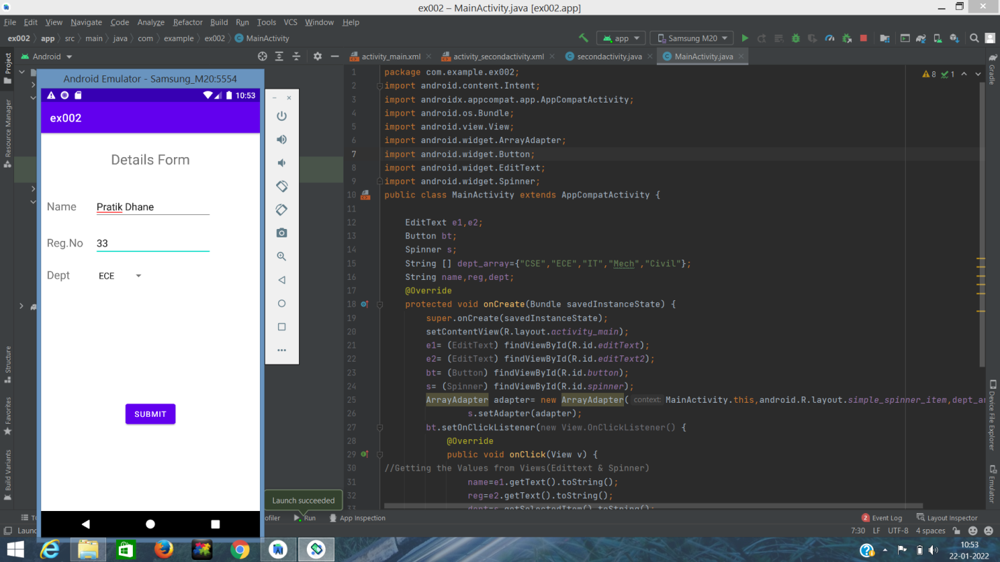 ex002 – MainActivity.java [ex002.app]
File Edit View Navigate Code Analyze Refactor Build Run Tools VCS Window Help
ex002 app src main java com example ex002 MainActivity
app Samsung M20
Android
activity_main.xml activity_secondactivity.xml secondactivity.java MainActivity.java
Project
Resource Manager
Structure
Favorites
Build Variants
Android Emulator - Samsung_M20:5554
10:53
ex002
Details Form
Name Pratik Dhane
Reg.No 33
Dept ECE
SUBMIT
8 1
1 package com.example.ex002;
2 import android.content.Intent;
3 import androidx.appcompat.app.AppCompatActivity;
4 import android.os.Bundle;
5 import android.view.View;
6 import android.widget.ArrayAdapter;
7 import android.widget.Button;
8 import android.widget.EditText;
9 import android.widget.Spinner;
10 public class MainActivity extends AppCompatActivity {
11
12 EditText e1,e2;
13 Button bt;
14 Spinner s;
15 String [] dept_array={"CSE","ECE","IT","Mech","Civil"};
16 String name,reg,dept;
17 @Override
18 protected void onCreate(Bundle savedInstanceState) {
19 super.onCreate(savedInstanceState);
20 setContentView(R.layout.activity_main);
21 e1= (EditText) findViewById(R.id.editText);
22 e2= (EditText) findViewById(R.id.editText2);
23 bt= (Button) findViewById(R.id.button);
24 s= (Spinner) findViewById(R.id.spinner);
25 ArrayAdapter adapter= new ArrayAdapter( context: MainActivity.this,android.R.layout.simple_spinner_item,dept_ar
26 s.setAdapter(adapter);
27 bt.setOnClickListener(new View.OnClickListener() {
28 @Override
29 public void onClick(View v) {
30 //Getting the Values from Views(Edittext & Spinner)
31 name=e1.getText().toString();
32 reg=e2.getText().toString();
33 dept=s.getSelectedItem().toString();
Gradle
Device File Explorer
Emulator
Launch succeeded
TO ofiler Run App Inspection 2 Event Log Layout Inspector
Launc 7:30 LF UTF-8 4 spaces
10:53
22-01-2022